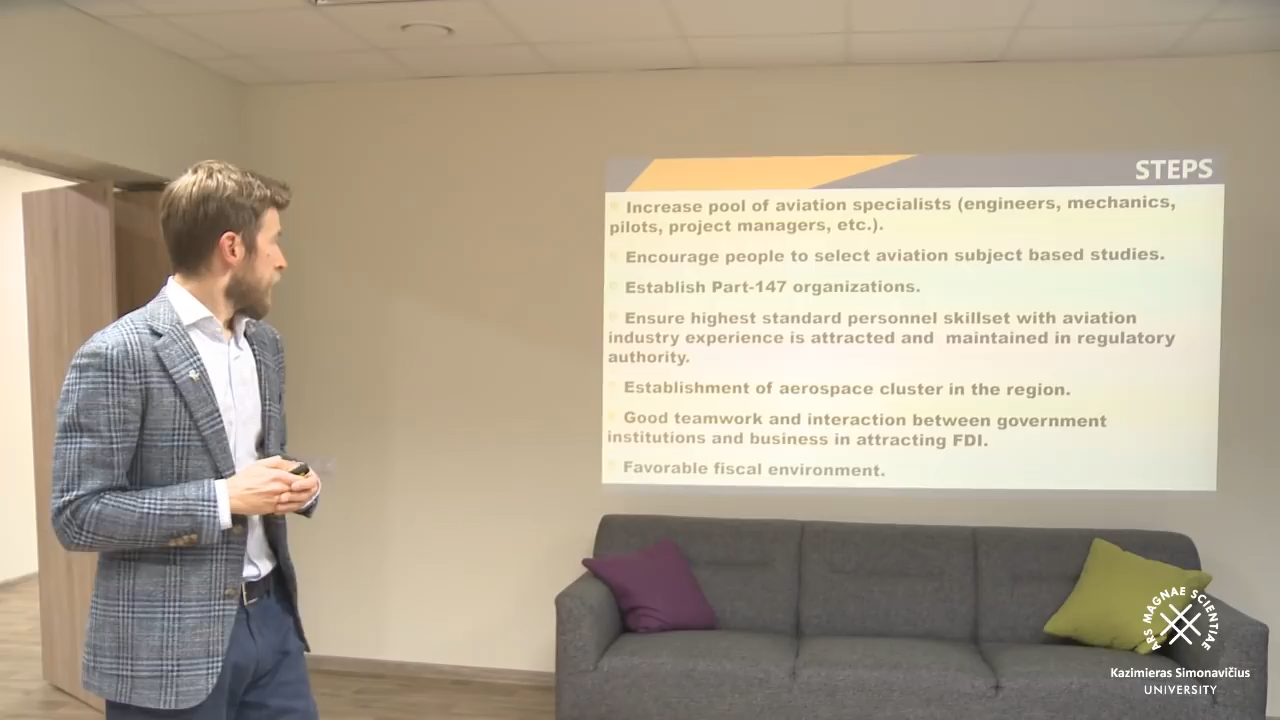 STEPS
Increase pool of aviation specialists (engineers, mechanics,
pilots, project managers, etc.).
Encourage people to select aviation subject based studies.
Establish Part-147 organizations.
Ensure highest standard personnel skillset with aviation
industry experience is attracted and maintained in regulatory
authority.
Establishment of aerospace cluster in the region.
Good teamwork and interaction between government
institutions and business in attracting FDI.
Favorable fiscal environment.
ARS MAGNAE SCIENTIAE
Kazimieras Simonavičius
UNIVERSITY